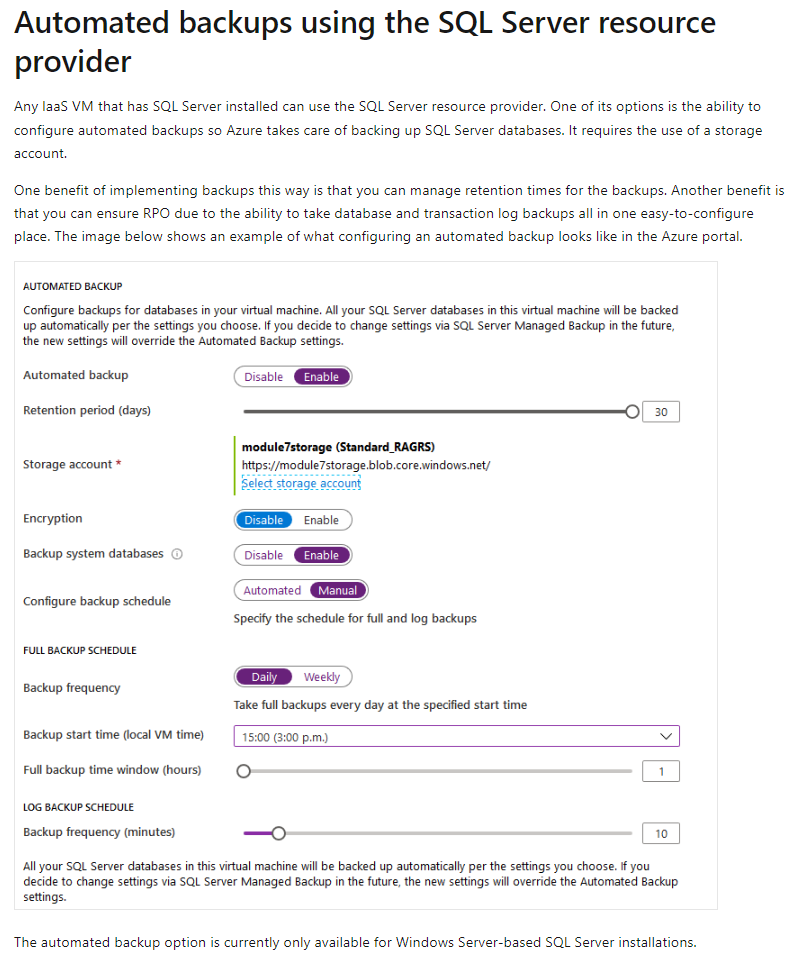 Automated backups using the SQL Server resource
provider
Any IaaS VM that has SQL Server installed can use the SQL Server resource provider. One of its options is the ability to
configure automated backups so Azure takes care of backing up SQL Server databases. It requires the use of a storage
account.
One benefit of implementing backups this way is that you can manage retention times for the backups. Another benefit is
that you can ensure RPO due to the ability to take database and transaction log backups all in one easy-to-configure
place. The image below shows an example of what configuring an automated backup looks like in the Azure portal.
AUTOMATED BACKUP
Configure backups for databases in your virtual machine. All your SQL Server databases in this virtual machine will be backed
up automatically per the settings you choose. If you decide to change settings via SQL Server Managed Backup in the future,
the new settings will override the Automated Backup settings.
Automated backup Disable Enable
Retention period (days) 30
module7storage (Standard_RAGRS)
Storage account * https://module7storage.blob.core.windows.net/
Select storage account
Encryption Disable Enable
Backup system databases Disable Enable
Configure backup schedule Automated Manual
Specify the schedule for full and log backups
FULL BACKUP SCHEDULE
Backup frequency Daily Weekly
Take full backups every day at the specified start time
Backup start time (local VM time) 15:00 (3:00 p.m.)
Full backup time window (hours) 1
LOG BACKUP SCHEDULE
Backup frequency (minutes) 10
All your SQL Server databases in this virtual machine will be backed up automatically per the settings you choose. If you
decide to change settings via SQL Server Managed Backup in the future, the new settings will override the Automated Backup
settings.
The automated backup option is currently only available for Windows Server-based SQL Server installations.